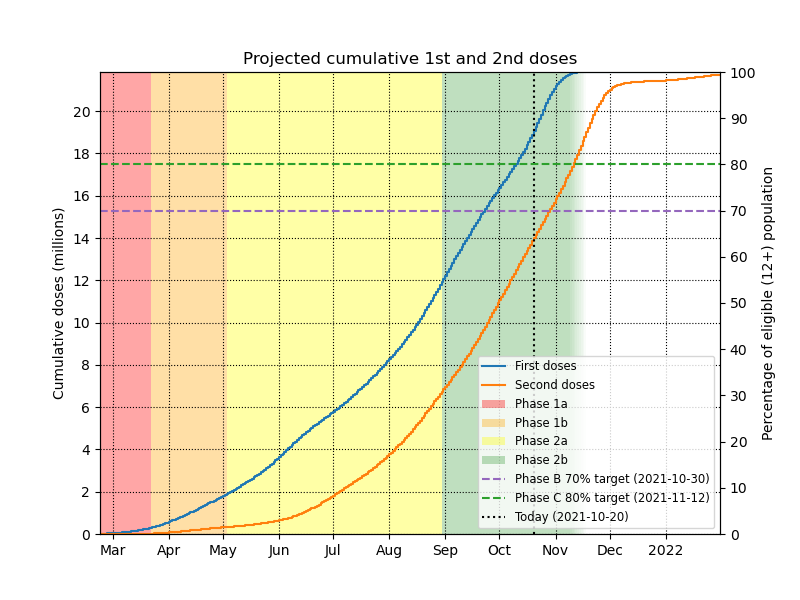 Projected cumulative 1st and 2nd doses
Cumulative doses (millions)
20
18
16
14
12
10
8
6
4
2
0
100
90
80
70
60
50
40
30
20
10
0
Percentage of eligible (12+) population
First doses
Second doses
Phase 1a
Phase 1b
Phase 2a
Phase 2b
Phase B 70% target (2021-10-30)
Phase C 80% target (2021-11-12)
Today (2021-10-20)
Mar Apr May Jun Jul Aug Sep Oct Nov Dec 2022